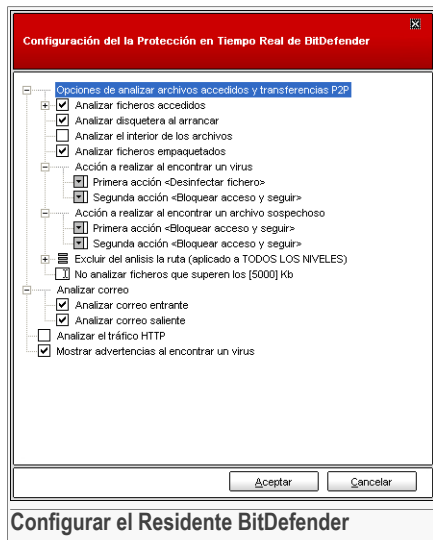 Configuración del la Protección en Tiempo Real de BitDefender
Opciones de analizar archivos accedidos y transferencias P2P
Analizar ficheros accedidos
Analizar disquetera al arrancar
Analizar el interior de los archivos
Analizar ficheros empaquetados
Acción a realizar al encontrar un virus
Primera acción <Desinfectar fichero>
Segunda acción <Bloquear acceso y seguir>
Acción a realizar al encontrar un archivo sospechoso
Primera acción <Bloquear acceso y seguir>
Segunda acción <Bloquear acceso y seguir>
Excluir del anlisis la ruta (aplicado a TODOS LOS NIVELES)
No analizar ficheros que superen los [5000] Kb
Analizar correo
Analizar correo entrante
Analizar correo saliente
Analizar el tráfico HTTP
Mostrar advertencias al encontrar un virus
Aceptar Cancelar
Configurar el Residente BitDefender